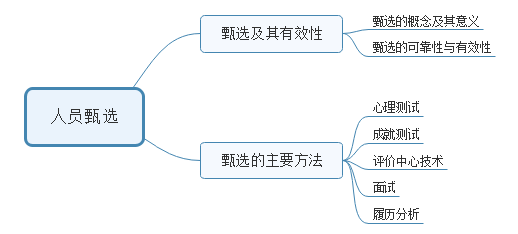 人员甄选
甄选及其有效性
甄选的概念及其意义
甄选的可靠性与有效性
甄选的主要方法
心理测试
成就测试
评价中心技术
面试
履历分析